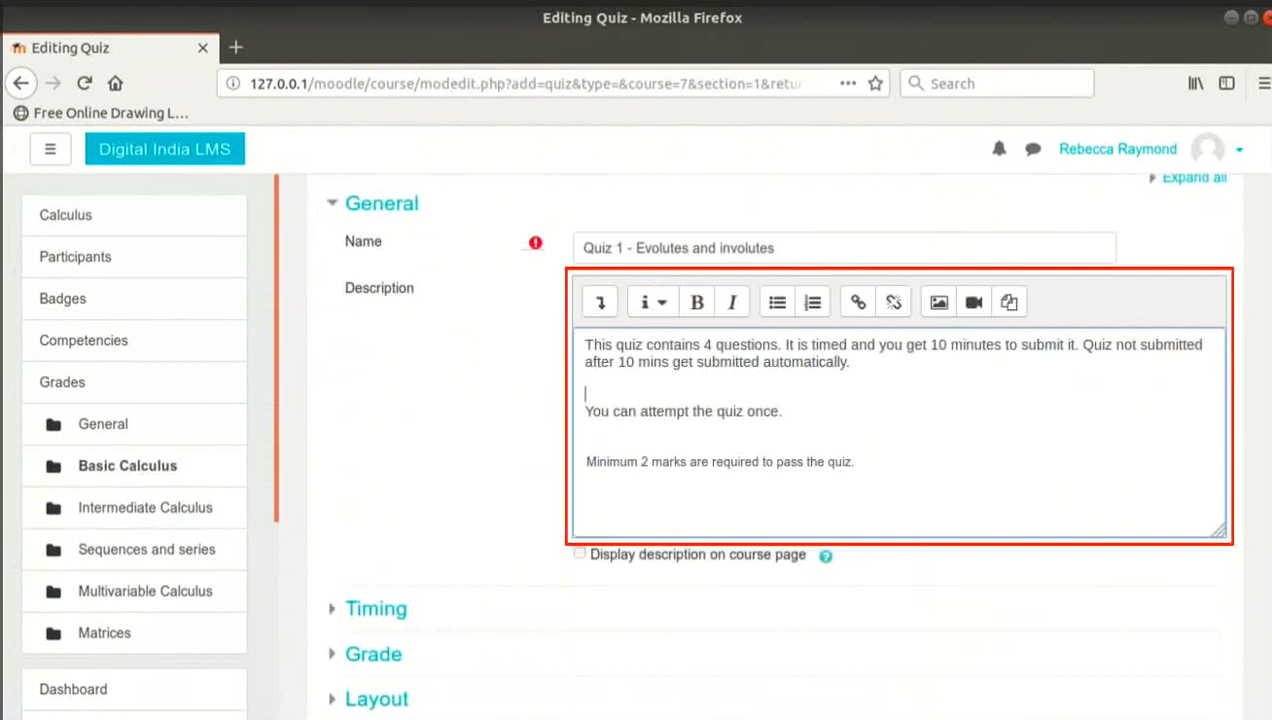 Editing Quiz - Mozilla Firefox
Editing Quiz
127.0.0.1/moodle/course/modedit.php?add=quiz&type=&course=7&section=1&retu
Search
Free Online Drawing L...
Digital India LMS
Rebecca Raymond
Expand all
Calculus
Participants
Badges
Competencies
Grades
General
Basic Calculus
Intermediate Calculus
Sequences and series
Multivariable Calculus
Matrices
Dashboard
General
Name
Quiz 1 - Evolutes and involutes
Description
This quiz contains 4 questions. It is timed and you get 10 minutes to submit it. Quiz not submitted
after 10 mins get submitted automatically.
You can attempt the quiz once.
Minimum 2 marks are required to pass the quiz.
Display description on course page
Timing
Grade
Layout